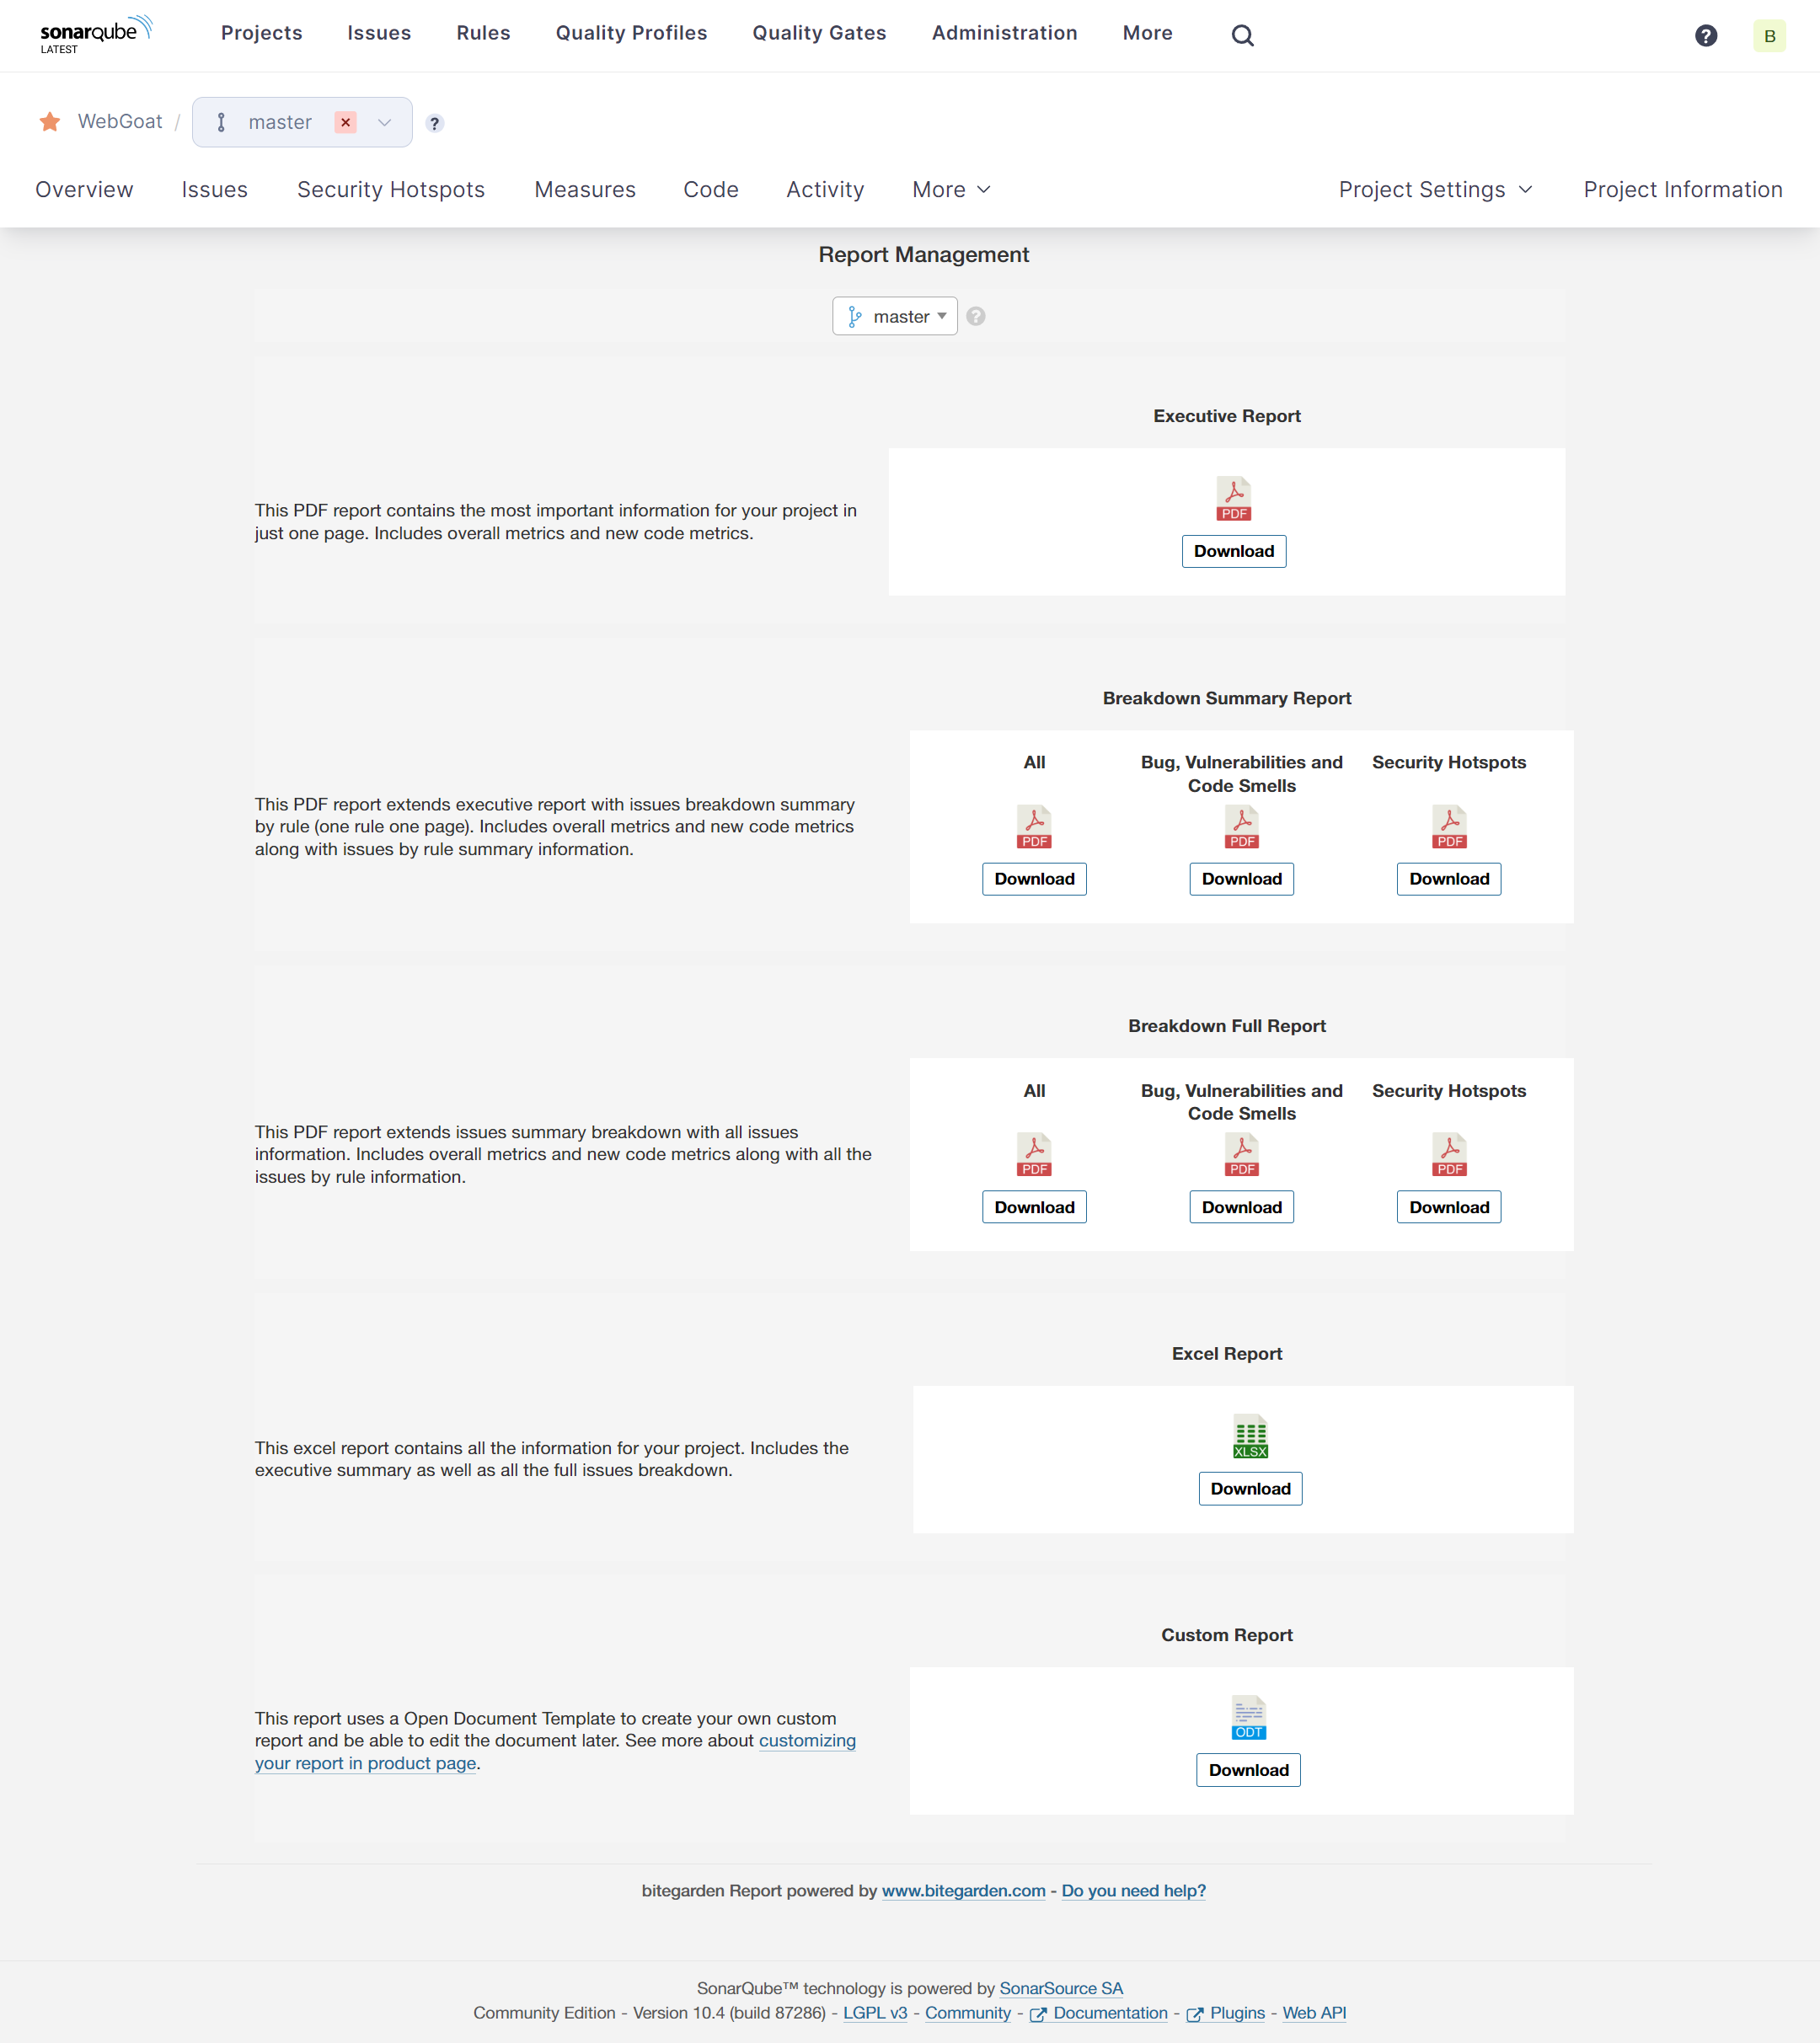 sonarqube
LATEST
Projects Issues Rules Quality Profiles Quality Gates Administration More
? B
WebGoat / master ?
Overview Issues Security Hotspots Measures Code Activity More Project Settings Project Information
Report Management
master ?
Executive Report
This PDF report contains the most important information for your project in
just one page. Includes overall metrics and new code metrics.
PDF
Download
Breakdown Summary Report
This PDF report extends executive report with issues breakdown summary
by rule (one rule one page). Includes overall metrics and new code metrics
along with issues by rule summary information.
All Bug, Vulnerabilities and Security Hotspots
Code Smells
PDF PDF PDF
Download Download Download
Breakdown Full Report
This PDF report extends issues summary breakdown with all issues
information. Includes overall metrics and new code metrics along with all the
issues by rule information.
All Bug, Vulnerabilities and Security Hotspots
Code Smells
PDF PDF PDF
Download Download Download
Excel Report
This excel report contains all the information for your project. Includes the
executive summary as well as all the full issues breakdown.
XLSX
Download
Custom Report
This report uses a Open Document Template to create your own custom
report and be able to edit the document later. See more about customizing
your report in product page.
ODT
Download
bitegarden Report powered by www.bitegarden.com - Do you need help?
SonarQube™ technology is powered by SonarSource SA
Community Edition - Version 10.4 (build 87286) - LGPL v3 - Community - Documentation - Plugins - Web API